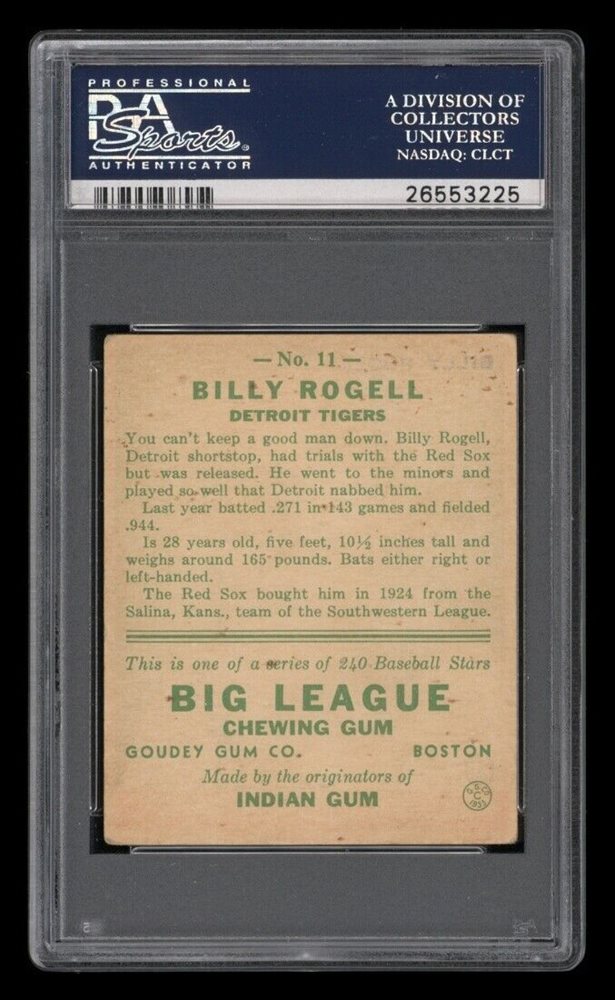 PROFESSIONAL
PSA
Sports
AUTHENTICATOR
A DIVISION OF
COLLECTORS
UNIVERSE
NASDAQ: CLCT
26553225
— No. 11 —
BILLY ROGELL
DETROIT TIGERS
You can't keep a good man down. Billy Rogell,
Detroit shortstop, had trials with the Red Sox
but was released. He went to the minors and
played so well that Detroit nabbed him.
Last year batted .271 in 143 games and fielded
.944.
Is 28 years old, five feet, 10½ inches tall and
weighs around 165 pounds. Bats either right or
left-handed.
The Red Sox bought him in 1924 from the
Salina, Kans., team of the Southwestern League.
This is one of a series of 240 Baseball Stars
BIG LEAGUE
CHEWING GUM
GOUDEY GUM CO. BOSTON
Made by the originators of
INDIAN GUM